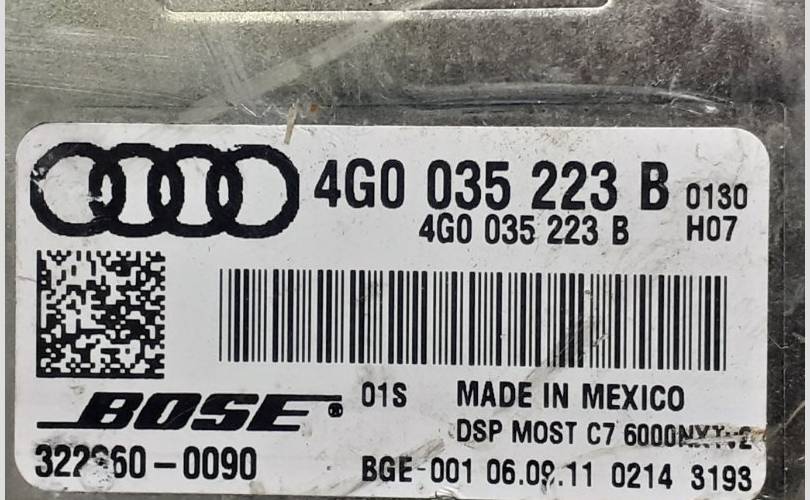 4G0 035 223 B 0130
4G0 035 223 B H07
BOSE® 01S MADE IN MEXICO
DSP MOST C7
-0090 BGE-001 06.09.11 0214 3193